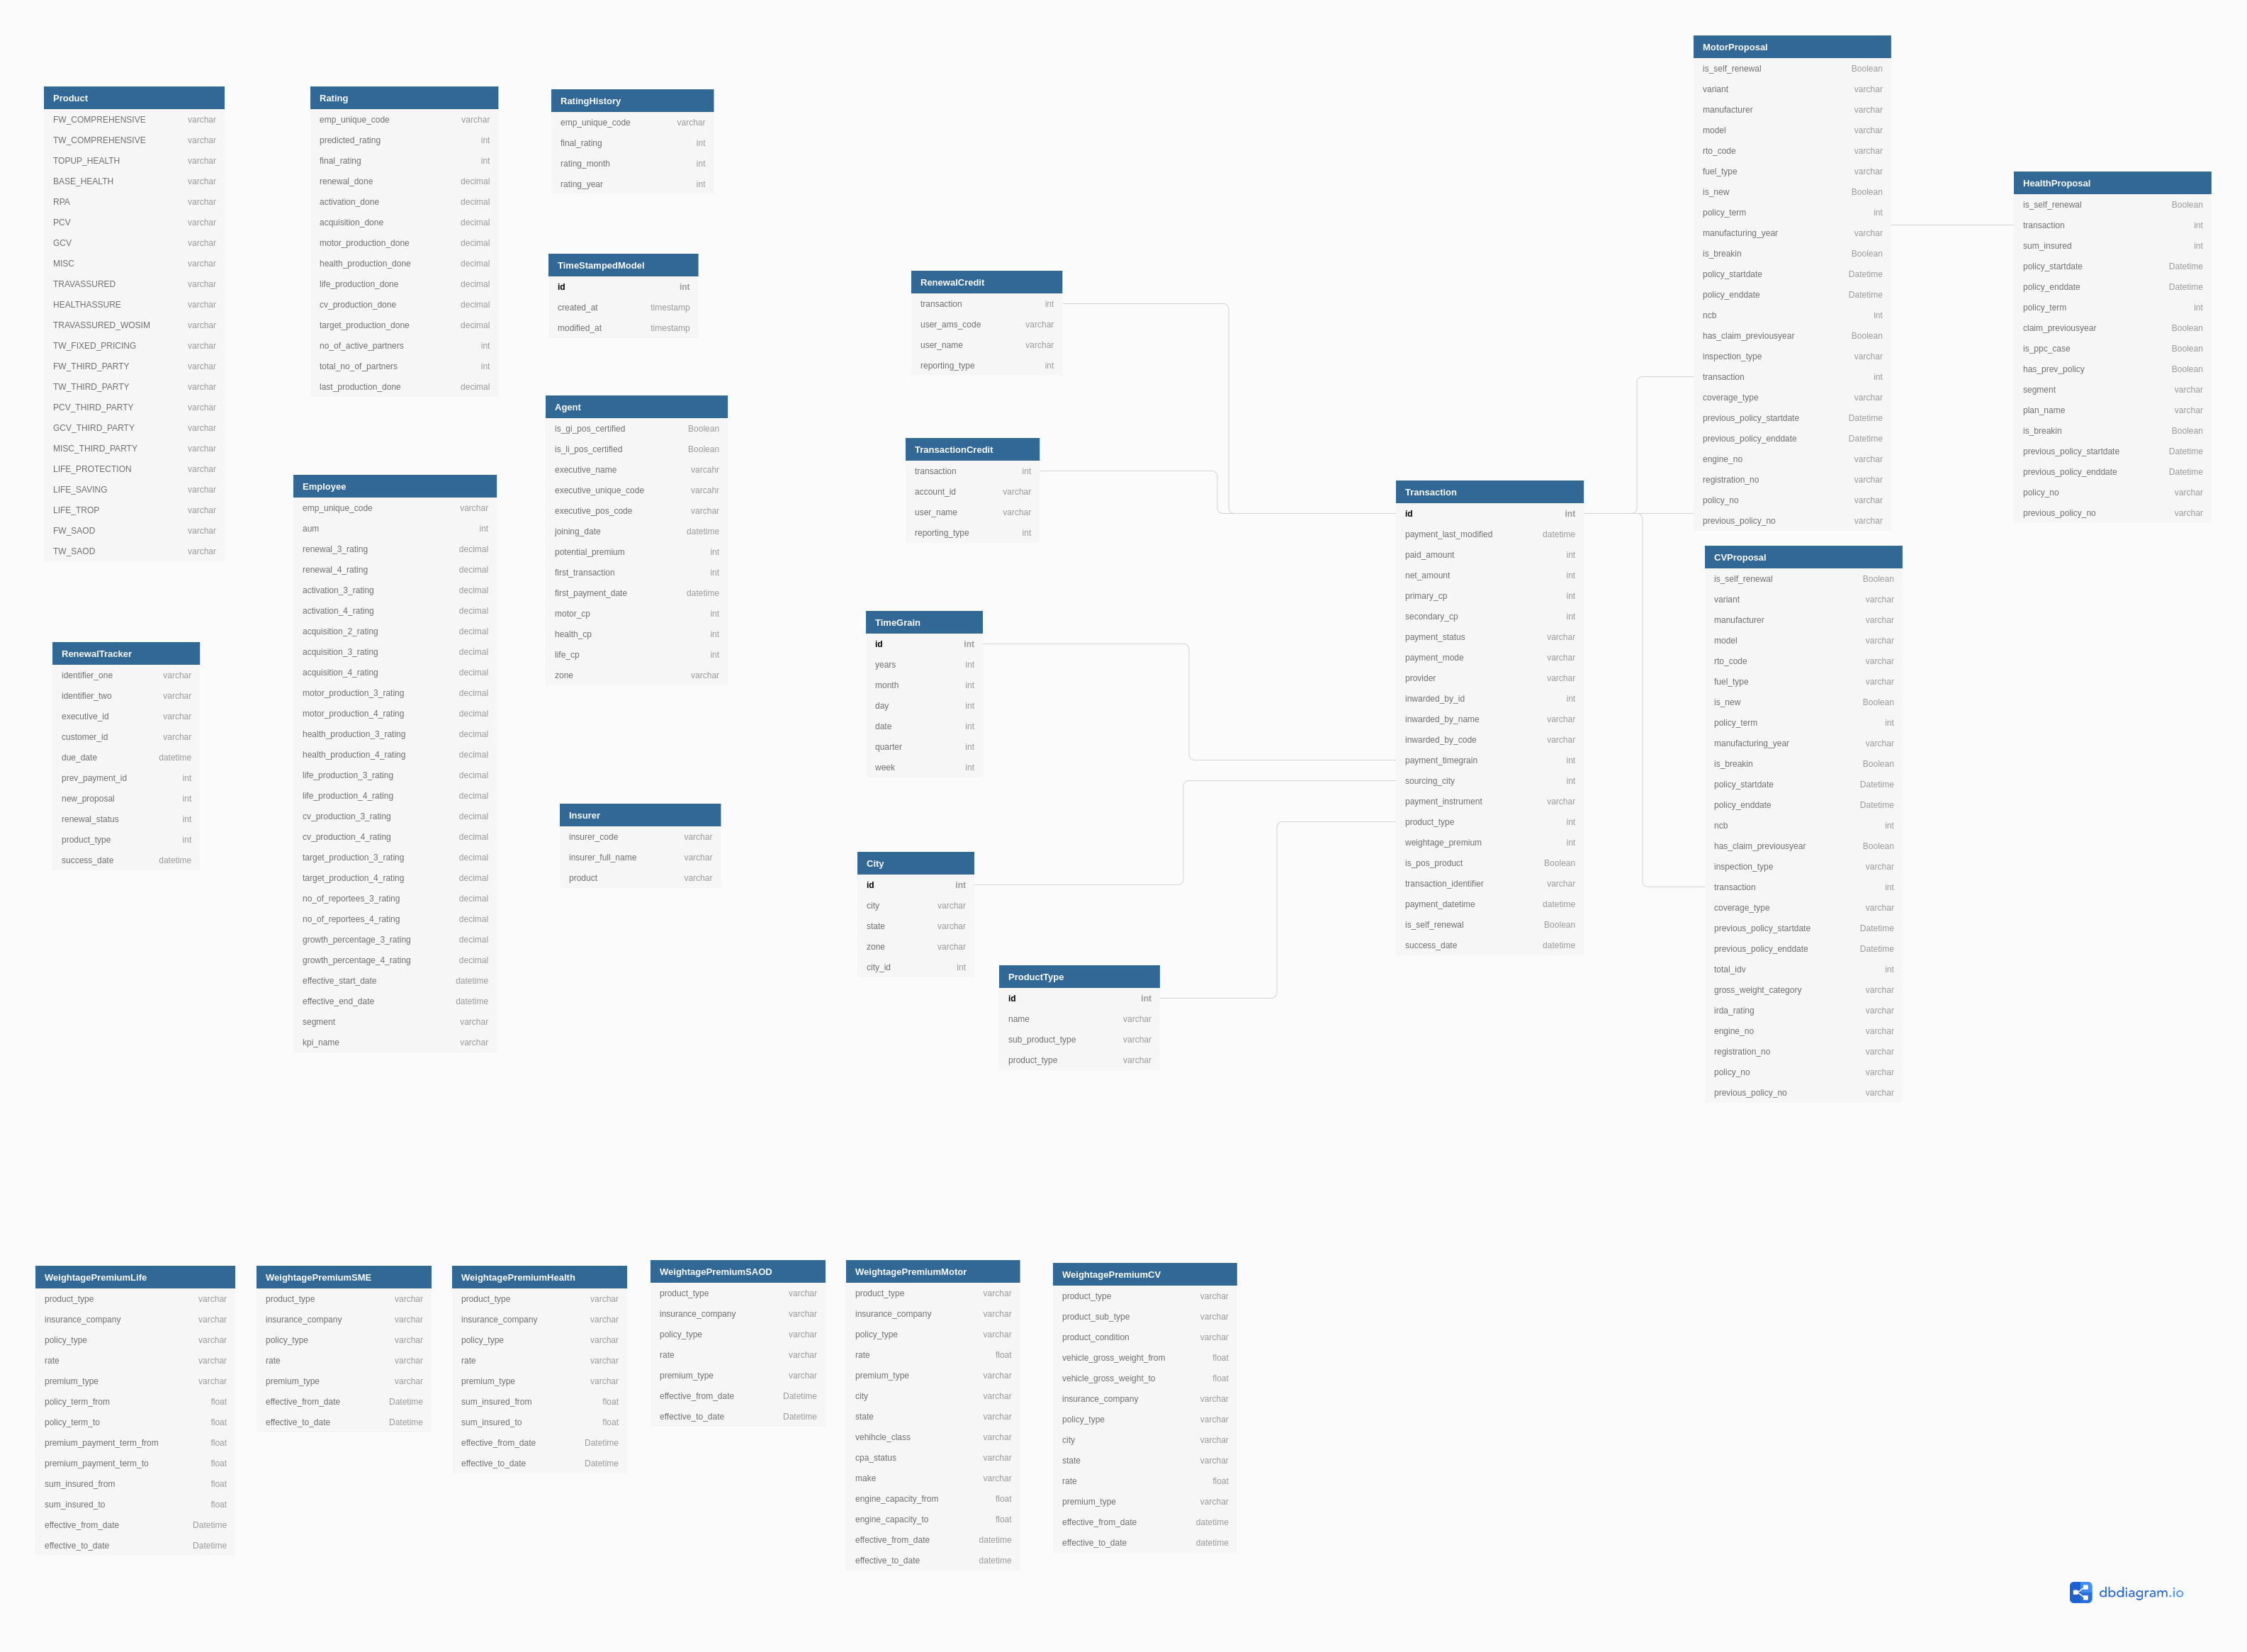 Product
FW_COMPREHENSIVE varchar
TW_COMPREHENSIVE varchar
TOPUP_HEALTH varchar
BASE_HEALTH varchar
RPA varchar
PCV varchar
GCV varchar
MISC varchar
TRAVASSURED varchar
HEALTHASSURE varchar
TRAVASSURED_WOSIM varchar
TW_FIXED_PRICING varchar
FW_THIRD_PARTY varchar
TW_THIRD_PARTY varchar
PCV_THIRD_PARTY varchar
GCV_THIRD_PARTY varchar
MISC_THIRD_PARTY varchar
LIFE_PROTECTION varchar
LIFE_SAVING varchar
LIFE_TROP varchar
FW_SAOD varchar
TW_SAOD varchar
RenewalTracker
identifier_one varchar
identifier_two varchar
executive_id varchar
customer_id varchar
due_date datetime
prev_payment_id int
new_proposal int
renewal_status int
product_type int
success_date datetime
Rating
emp_unique_code varchar
predicted_rating int
final_rating int
renewal_done decimal
activation_done decimal
acquisition_done decimal
motor_production_done decimal
health_production_done decimal
life_production_done decimal
cv_production_done decimal
target_production_done decimal
no_of_active_partners int
total_no_of_partners int
last_production_done decimal
Employee
emp_unique_code varchar
aum int
renewal_3_rating decimal
renewal_4_rating decimal
activation_3_rating decimal
activation_4_rating decimal
acquisition_2_rating decimal
acquisition_3_rating decimal
acquisition_4_rating decimal
motor_production_3_rating decimal
motor_production_4_rating decimal
health_production_3_rating decimal
health_production_4_rating decimal
life_production_3_rating decimal
life_production_4_rating decimal
cv_production_3_rating decimal
cv_production_4_rating decimal
target_production_3_rating decimal
target_production_4_rating decimal
no_of_reportees_3_rating decimal
no_of_reportees_4_rating decimal
growth_percentage_3_rating decimal
growth_percentage_4_rating decimal
effective_start_date datetime
effective_end_date datetime
segment varchar
kpi_name varchar
RatingHistory
emp_unique_code varchar
final_rating int
rating_month int
rating_year int
TimeStampedModel
id int
created_at timestamp
modified_at timestamp
Agent
is_gi_pos_certified Boolean
is_li_pos_certified Boolean
executive_name varcahr
executive_unique_code varcahr
executive_pos_code varchar
joining_date datetime
potential_premium int
first_transaction int
first_payment_date datetime
motor_cp int
health_cp int
life_cp int
zone varchar
Insurer
insurer_code varchar
insurer_full_name varchar
product varchar
RenewalCredit
transaction int
user_ams_code varchar
user_name varchar
reporting_type int
TransactionCredit
transaction int
account_id varchar
user_name varchar
reporting_type int
TimeGrain
id int
years int
month int
day int
date int
quarter int
week int
City
id int
city varchar
state varchar
zone varchar
city_id int
ProductType
id int
name varchar
sub_product_type varchar
product_type varchar
Transaction
id int
payment_last_modified datetime
paid_amount int
net_amount int
primary_cp int
secondary_cp int
payment_status varchar
payment_mode varchar
provider varchar
inwarded_by_id int
inwarded_by_name varchar
inwarded_by_code varchar
payment_timegrain int
sourcing_city int
payment_instrument varchar
product_type int
weightage_premium int
is_pos_product Boolean
transaction_identifier varchar
payment_datetime datetime
is_self_renewal Boolean
success_date datetime
MotorProposal
is_self_renewal Boolean
variant varchar
manufacturer varchar
model varchar
rto_code varchar
fuel_type varchar
is_new Boolean
policy_term int
manufacturing_year varchar
is_breakin Boolean
policy_startdate Datetime
policy_enddate Datetime
ncb int
has_claim_previousyear Boolean
inspection_type varchar
transaction int
coverage_type varchar
previous_policy_startdate Datetime
previous_policy_enddate Datetime
engine_no varchar
registration_no varchar
policy_no varchar
previous_policy_no varchar
HealthProposal
is_self_renewal Boolean
transaction int
sum_insured int
policy_startdate Datetime
policy_enddate Datetime
policy_term int
claim_previousyear Boolean
is_ppc_case Boolean
has_prev_policy Boolean
segment varchar
plan_name varchar
is_breakin Boolean
previous_policy_startdate Datetime
previous_policy_enddate Datetime
policy_no varchar
previous_policy_no varchar
CVProposal
is_self_renewal Boolean
variant varchar
manufacturer varchar
model varchar
rto_code varchar
fuel_type varchar
is_new Boolean
policy_term int
manufacturing_year varchar
is_breakin Boolean
policy_startdate Datetime
policy_enddate Datetime
ncb int
has_claim_previousyear Boolean
inspection_type varchar
transaction int
coverage_type varchar
previous_policy_startdate Datetime
previous_policy_enddate Datetime
total_idv int
gross_weight_category varchar
irda_rating varchar
engine_no varchar
registration_no varchar
policy_no varchar
previous_policy_no varchar
WeightagePremiumLife
product_type varchar
insurance_company varchar
policy_type varchar
rate varchar
premium_type varchar
policy_term_from float
policy_term_to float
premium_payment_term_from float
premium_payment_term_to float
sum_insured_from float
sum_insured_to float
effective_from_date Datetime
effective_to_date Datetime
WeightagePremiumSME
product_type varchar
insurance_company varchar
policy_type varchar
rate varchar
premium_type varchar
effective_from_date Datetime
effective_to_date Datetime
WeightagePremiumHealth
product_type varchar
insurance_company varchar
policy_type varchar
rate varchar
premium_type varchar
sum_insured_from float
sum_insured_to float
effective_from_date Datetime
effective_to_date Datetime
WeightagePremiumSAOD
product_type varchar
insurance_company varchar
policy_type varchar
rate varchar
premium_type varchar
effective_from_date Datetime
effective_to_date Datetime
WeightagePremiumMotor
product_type varchar
insurance_company varchar
policy_type varchar
rate float
premium_type varchar
city varchar
state varchar
vehihcle_class varchar
cpa_status varchar
make varchar
engine_capacity_from float
engine_capacity_to float
effective_from_date datetime
effective_to_date datetime
WeightagePremiumCV
product_type varchar
product_sub_type varchar
product_condition varchar
vehicle_gross_weight_from float
vehicle_gross_weight_to float
insurance_company varchar
policy_type varchar
city varchar
state varchar
rate float
premium_type varchar
effective_from_date datetime
effective_to_date datetime
dbdiagram.io